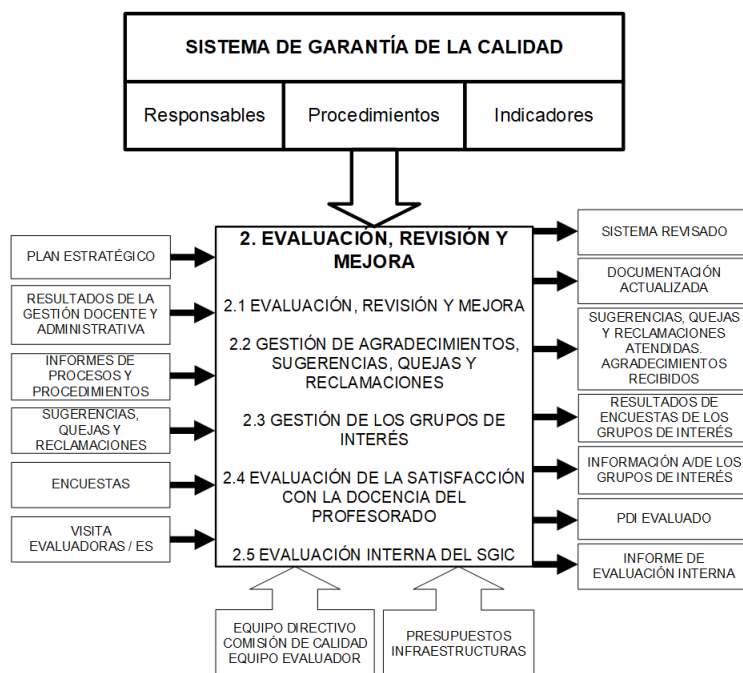 SISTEMA DE GARANTÍA DE LA CALIDAD
Responsables
Procedimientos
Indicadores
PLAN ESTRATÉGICO
RESULTADOS DE LA
GESTIÓN DOCENTE Y
ADMINISTRATIVA
INFORMES DE
PROCESOS Y
PROCEDIMIENTOS
SUGERENCIAS,
QUEJAS Y
RECLAMACIONES
ENCUESTAS
VISITA
EVALUADORAS / ES
2. EVALUACIÓN, REVISIÓN Y
MEJORA
2.1 EVALUACIÓN, REVISIÓN Y MEJORA
2.2 GESTIÓN DE AGRADECIMIENTOS,
SUGERENCIAS, QUEJAS Y
RECLAMACIONES
2.3 GESTIÓN DE LOS GRUPOS DE
INTERÉS
2.4 EVALUACIÓN DE LA SATISFACCIÓN
CON LA DOCENCIA DEL
PROFESORADO
2.5 EVALUACIÓN INTERNA DEL SGIC
SISTEMA REVISADO
DOCUMENTACIÓN
ACTUALIZADA
SUGERENCIAS, QUEJAS
Y RECLAMACIONES
ATENDIDAS.
AGRADECIMIENTOS
RECIBIDOS
RESULTADOS DE
ENCUESTAS DE LOS
GRUPOS DE INTERÉS
INFORMACIÓN A/DE LOS
GRUPOS DE INTERÉS
PDI EVALUADO
INFORME DE
EVALUACIÓN INTERNA
EQUIPO DIRECTIVO
COMISIÓN DE CALIDAD
EQUIPO EVALUADOR
PRESUPUESTOS
INFRAESTRUCTURAS